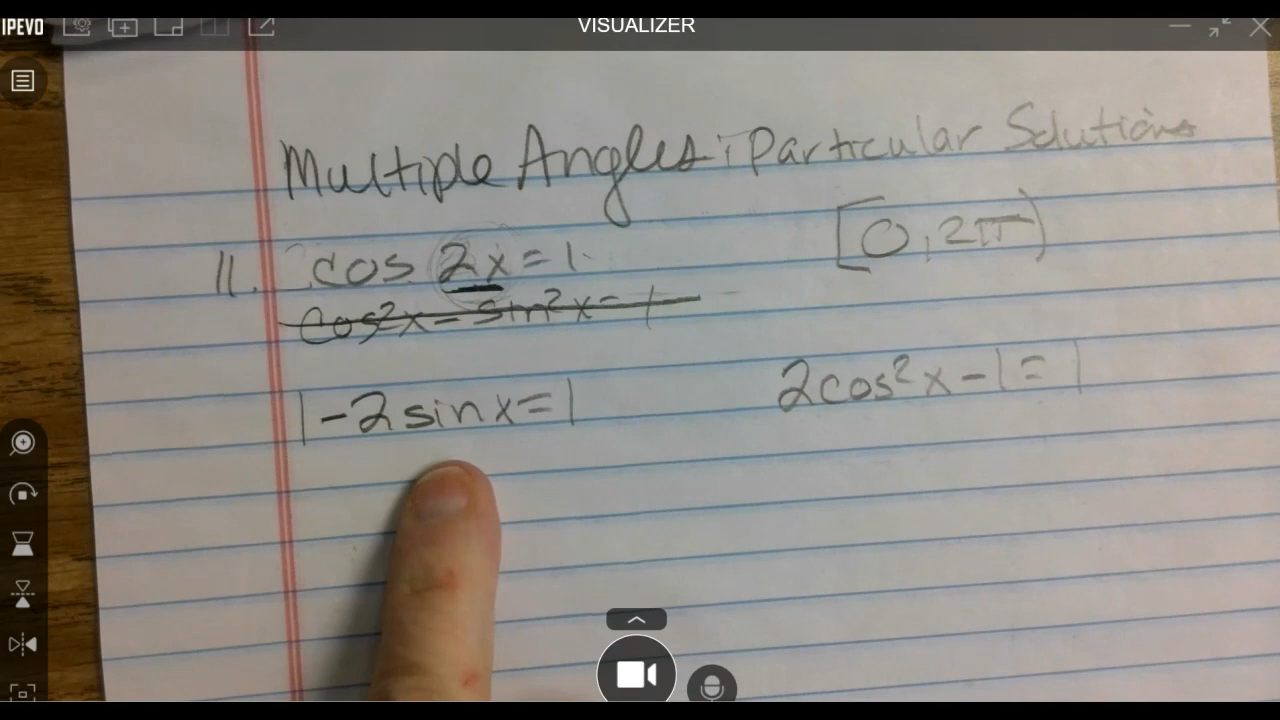 IPEVO
VISUALIZER
Multiple Angles; Particular Solutions
11. cos 2x = 1 [0, 2π)
cos²x - sin²x = 1
1 - 2sinx = 1 2cos²x - 1 = 1